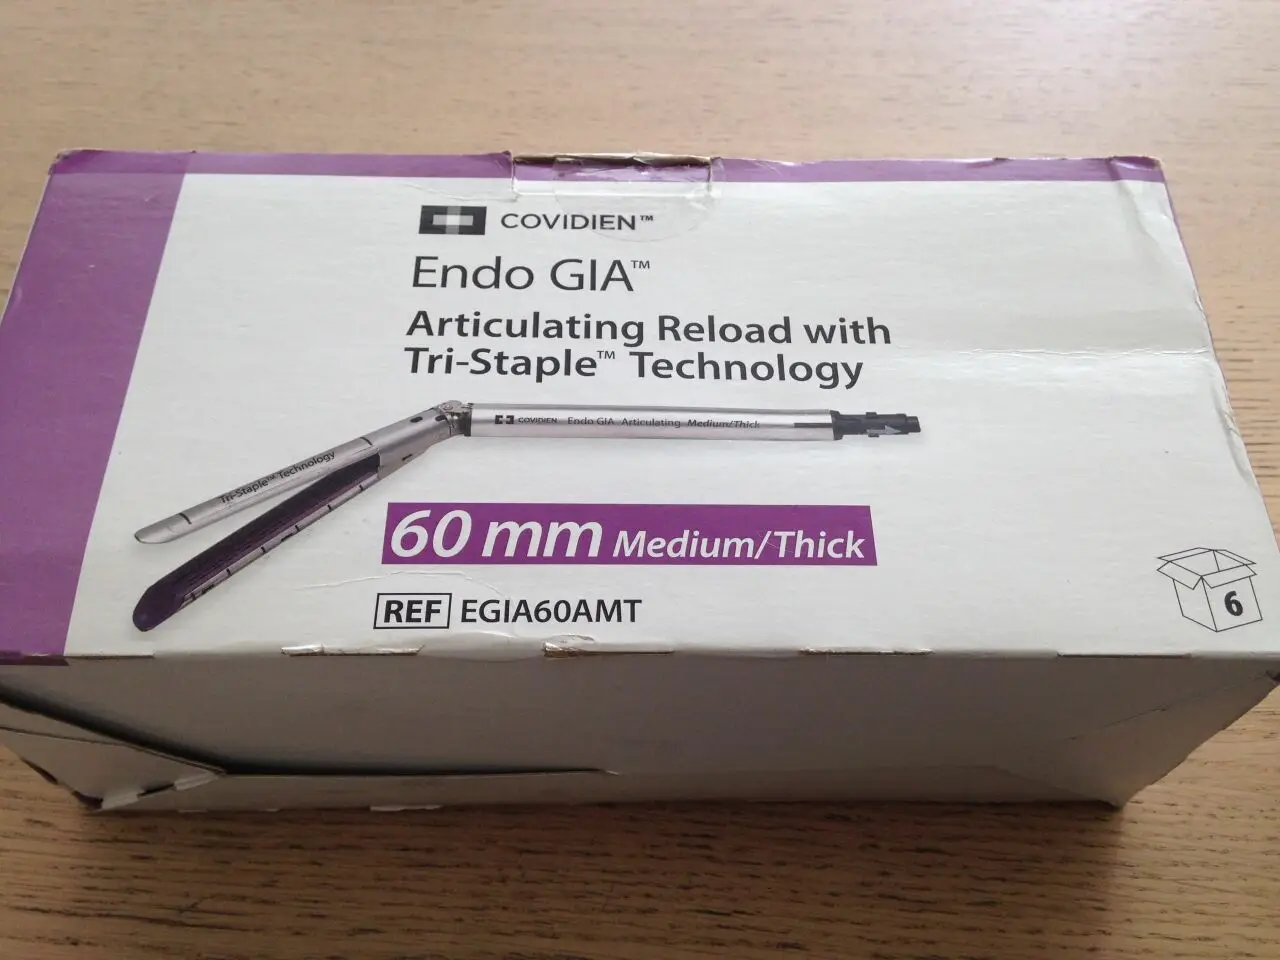 COVIDIEN™
Endo GIA™
Articulating Reload with
Tri-Staple™ Technology
COVIDIEN Endo GIA Articulating Medium/Thick
Tri-Staple™ Technology
60 mm Medium/Thick
REF EGIA60AMT
6